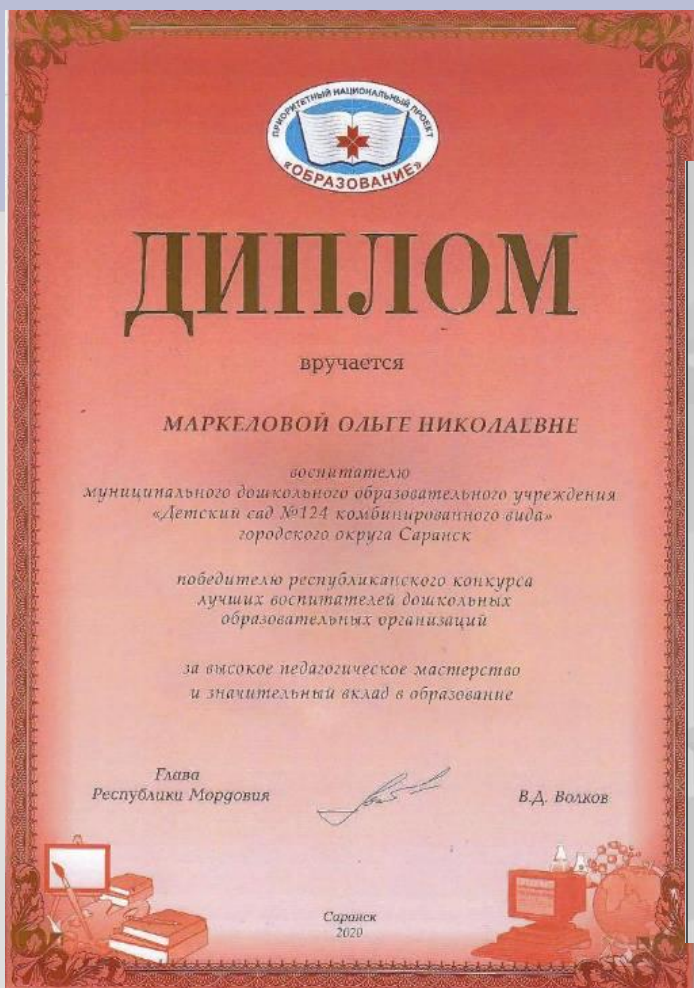 ПРИОРИТЕТНЫЙ НАЦИОНАЛЬНЫЙ ПРОЕКТ
«ОБРАЗОВАНИЕ»
ДИПЛОМ
вручается
МАРКЕЛОВОЙ ОЛЬГЕ НИКОЛАЕВНЕ
воспитателю
муниципального дошкольного образовательного учреждения
«Детский сад №124 комбинированного вида»
городского округа Саранск
победителю республиканского конкурса
лучших воспитателей дошкольных
образовательных организаций
за высокое педагогическое мастерство
и значительный вклад в образование
Глава
Республики Мордовия
В.Д. Волков
Саранск
2020